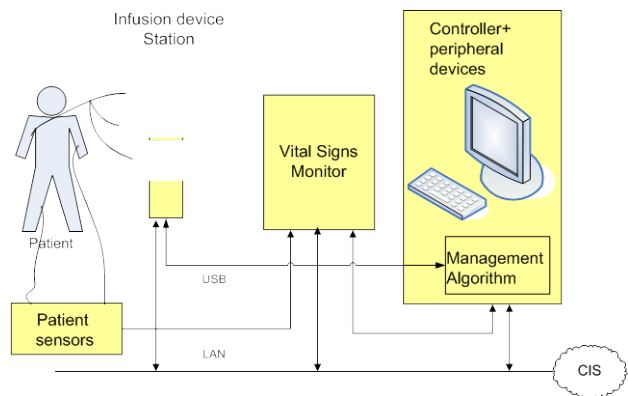 Infusion device
Station
Controller+
peripheral
devices
Vital Signs
Monitor
Patient
Management
Algorithm
USB
Patient
sensors
LAN
CIS